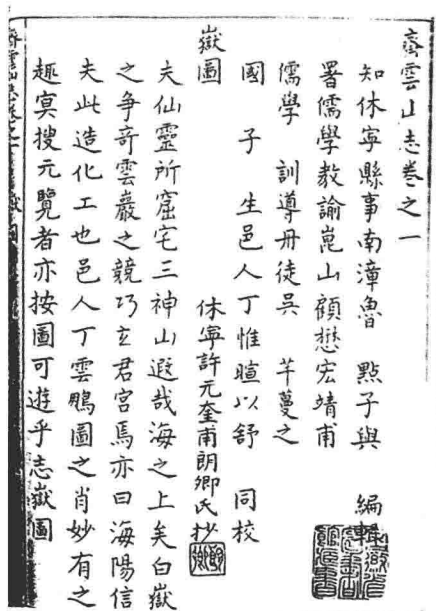 齊雲山志卷之一
知休寧縣事南漳魯　點子與　編輯
署儒學教諭崑山顧懋宏靖甫
儒學　訓導丹徒吳　芊蔓之
國　子　生邑人丁惟暄以舒　同校
休寧許元奎甫朗卿氏抄
嶽圖
夫仙靈所窟宅三神山遐哉海之上矣白嶽
之争奇雲巖之競巧玄君宮焉亦曰海陽信
夫此造化工也邑人丁雲鵬圖之肖妙有之
趣冥搜元覽者亦按圖可遊乎志嶽圖